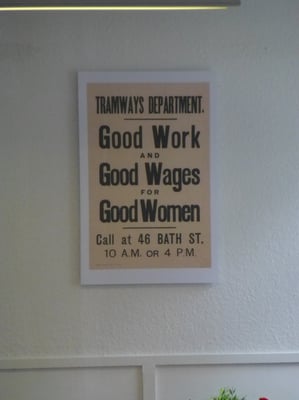 TRAMWAYS DEPARTMENT.
Good Work
AND
Good Wages
FOR
Good Women
Call at 46 BATH ST.
10 A.M. OR 4 P.M.